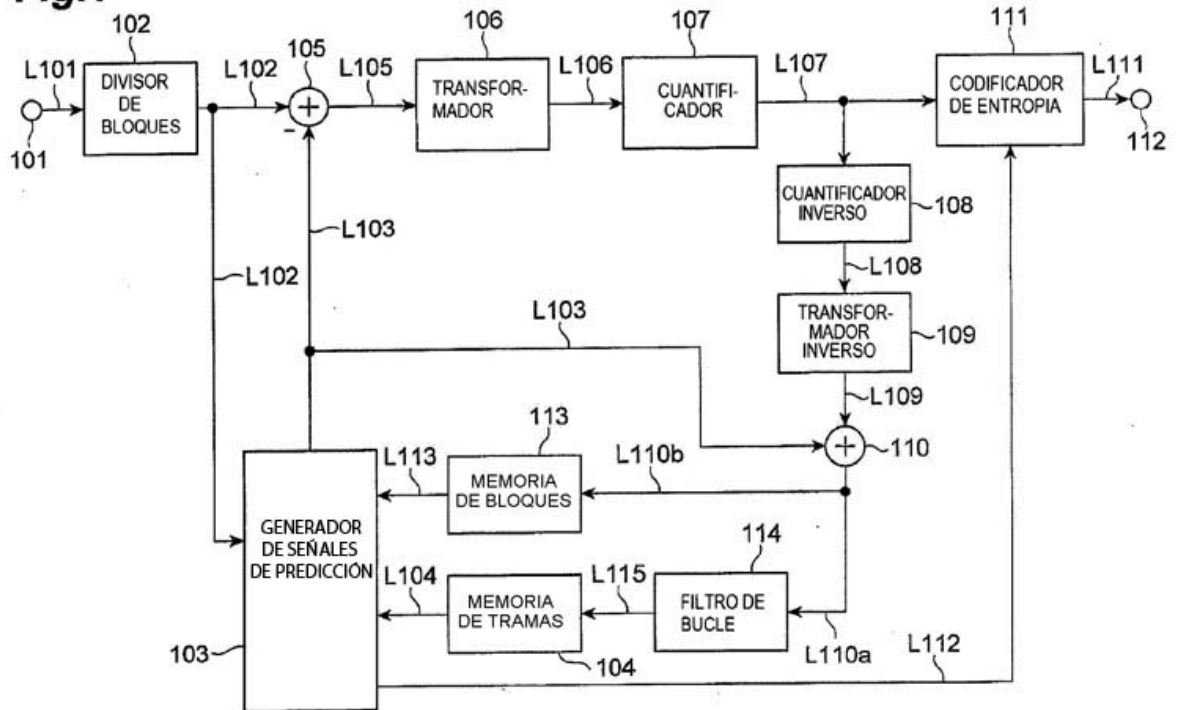 102
106
107
111
L101
DIVISOR
DE
BLOQUES
L102
105
L105
TRANSFOR-
MADOR
L106
CUANTIFI-
CADOR
L107
CODIFICADOR
DE ENTROPIA
L111
101
-
112
L103
CUANTIFICADOR
INVERSO
108
L102
L108
L103
TRANSFOR-
MADOR
INVERSO
109
L109
113
110
L113
MEMORIA
DE BLOQUES
L110b
GENERADOR
DE SEÑALES
DE PREDICCIÓN
114
L104
MEMORIA
DE TRAMAS
L115
FILTRO DE
BUCLE
103
104
L110a
L112